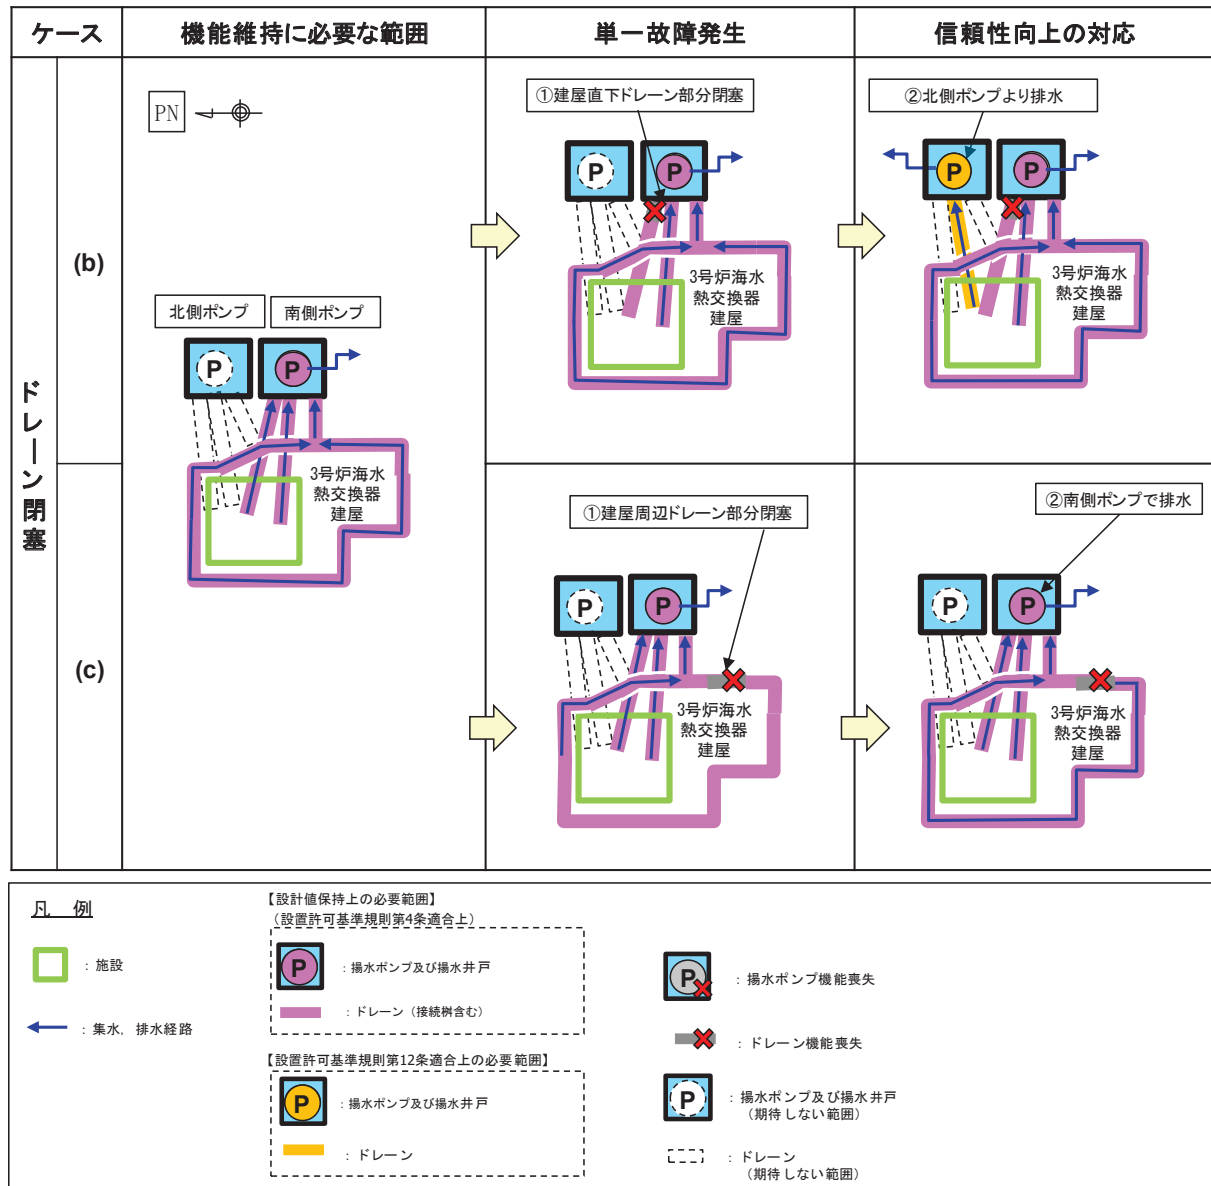 ケース
機能維持に必要な範囲
単一故障発生
信頼性向上の対応
ドレーン閉塞
(b)
PN
北側ポンプ
南側ポンプ
P
P
3号炉海水
熱交換器
建屋
①建屋直下ドレーン部分閉塞
P
P
3号炉海水
熱交換器
建屋
②北側ポンプより排水
P
P
3号炉海水
熱交換器
建屋
(c)
①建屋周辺ドレーン部分閉塞
P
P
3号炉海水
熱交換器
建屋
②南側ポンプで排水
P
P
3号炉海水
熱交換器
建屋
凡 例
：施設
：集水，排水経路
【設計値保持上の必要範囲】
（設置許可基準規則第4条適合上）
P
：揚水ポンプ及び揚水井戸
：ドレーン（接続桝含む）
【設置許可基準規則第12条適合上の必要範囲】
P
：揚水ポンプ及び揚水井戸
：ドレーン
P
：揚水ポンプ機能喪失
：ドレーン機能喪失
P
：揚水ポンプ及び揚水井戸
（期待しない範囲）
：ドレーン
（期待しない範囲）